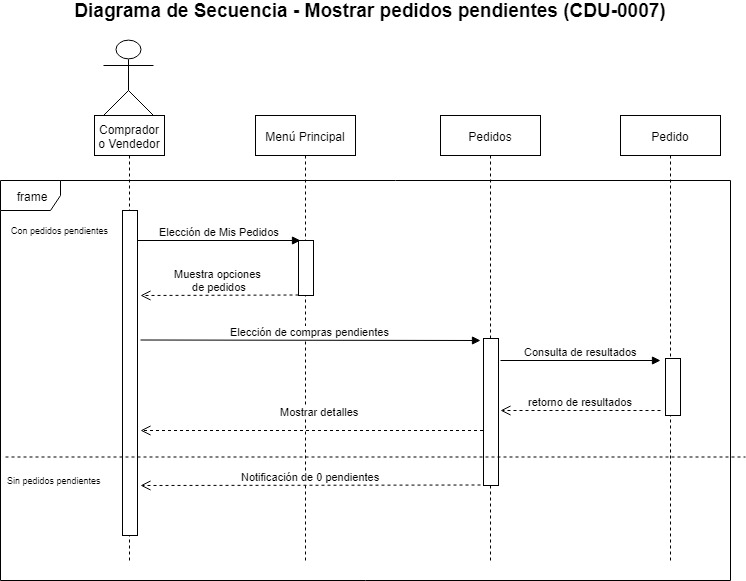 Diagrama de Secuencia - Mostrar pedidos pendientes (CDU-0007)
Comprador
o Vendedor
Menú Principal
Pedidos
Pedido
frame
Con pedidos pendientes
Elección de Mis Pedidos
Muestra opciones
de pedidos
Elección de compras pendientes
Consulta de resultados
retorno de resultados
Mostrar detalles
Sin pedidos pendientes
Notificación de 0 pendientes